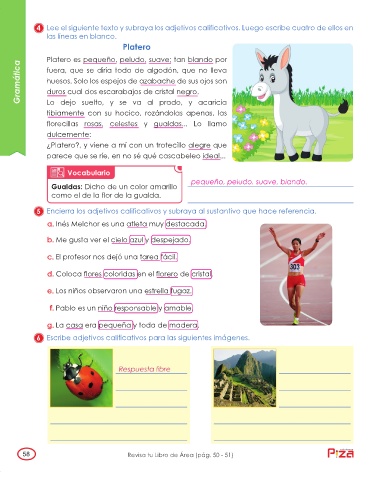 Gramática
4 Lee el siguiente texto y subraya los adjetivos calificativos. Luego escribe cuatro de ellos en
las líneas en blanco.
Platero
Platero es pequeño, peludo, suave; tan blando por
fuera, que se diría todo de algodón, que no lleva
huesos. Solo los espejos de azabache de sus ojos son
duros cual dos escarabajos de cristal negro.
Lo dejo suelto, y se va al prado, y acaricia
tibiamente con su hocico, rozándolas apenas, las
florecillas rosas, celestes y gualdas... Lo llamo
dulcemente:
¿Platero?, y viene a mí con un trotecillo alegre que
parece que se ríe, en no sé qué cascabeleo ideal...
Vocabulario
Gualdas: Dicho de un color amarillo
como el de la flor de la gualda.
pequeño, peludo, suave, blando.
5 Encierra los adjetivos calificativos y subraya al sustantivo que hace referencia.
a. Inés Melchor es una atleta muy destacada.
b. Me gusta ver el cielo azul y despejado.
c. El profesor nos dejó una tarea fácil.
d. Coloca flores coloridas en el florero de cristal.
e. Los niños observaron una estrella fugaz.
f. Pablo es un niño responsable y amable.
g. La casa era pequeña y toda de madera.
303
6 Escribe adjetivos calificativos para las siguientes imágenes.
Respuesta libre
58
Revisa tu Libro de Área (pág. 50 - 51)
Piza